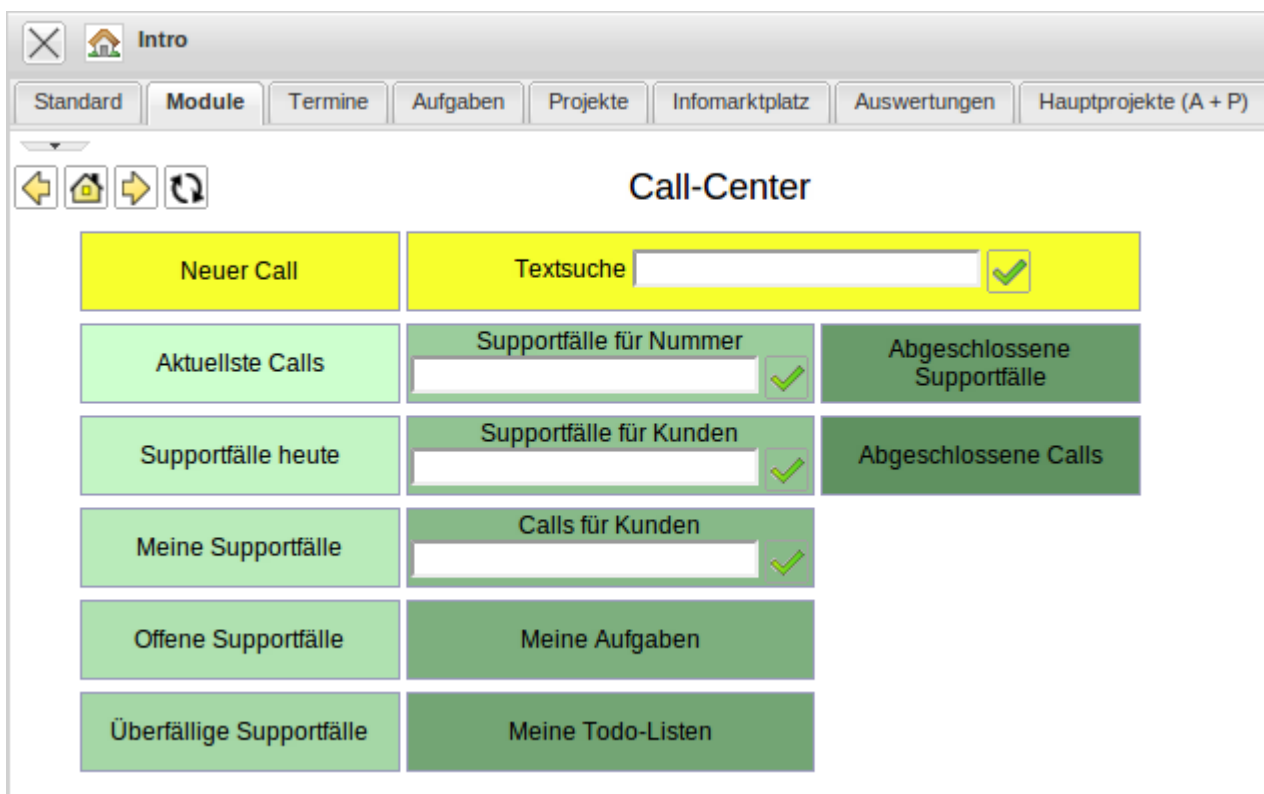 Intro
Standard Module Termine Aufgaben Projekte Infomarktplatz Auswertungen Hauptprojekte (A + P)
Call-Center
Neuer Call Textsuche
Aktuellste Calls Supportfälle für Nummer Abgeschlossene
Supportfälle
Supportfälle heute Supportfälle für Kunden Abgeschlossene Calls
Meine Supportfälle Calls für Kunden
Offene Supportfälle Meine Aufgaben
Überfällige Supportfälle Meine Todo-Listen